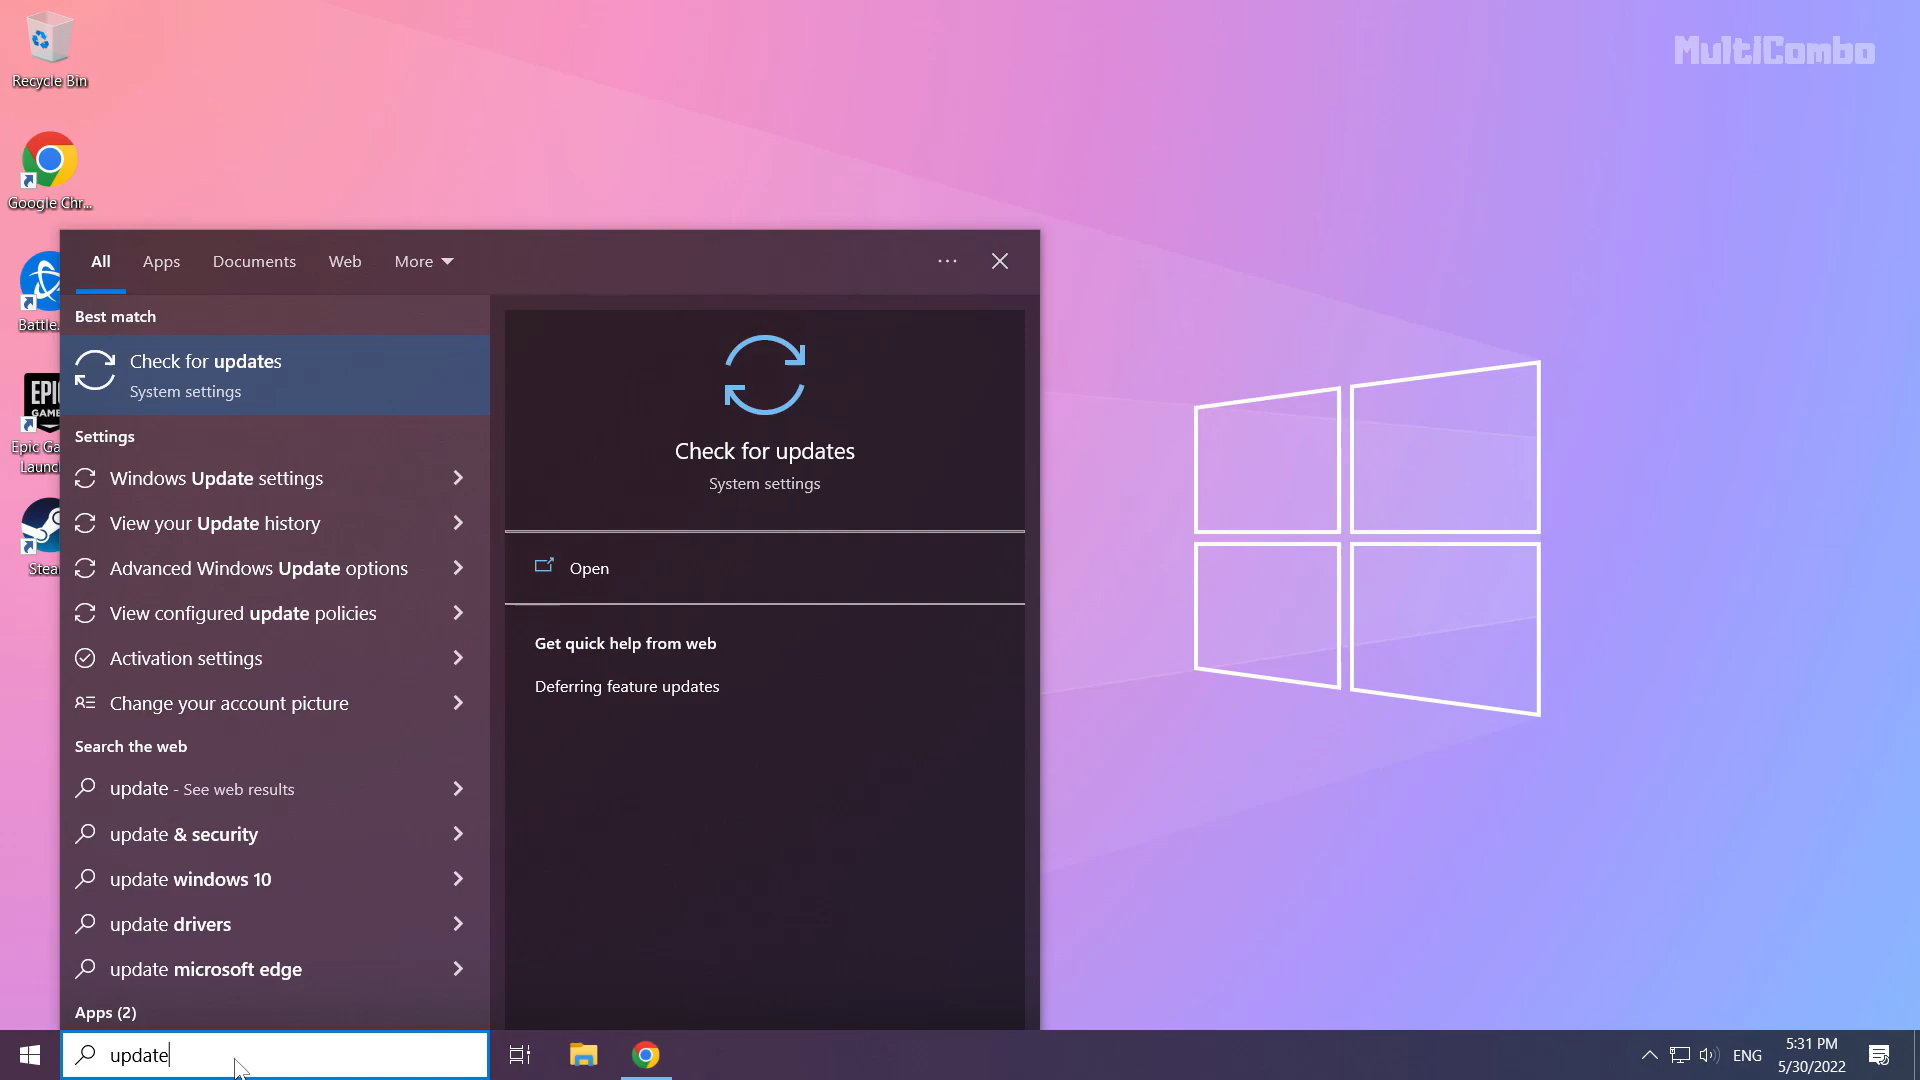 MultiCombo
Recycle Bin
Google Chr...
Battle.
EPIC
GAME
Epic Ga
Launc
Stea
All
Apps
Documents
Web
More
Best match
Check for updates
System settings
Settings
Windows Update settings
View your Update history
Advanced Windows Update options
View configured update policies
Activation settings
Change your account picture
Search the web
update - See web results
update & security
update windows 10
update drivers
update microsoft edge
Apps (2)
Check for updates
System settings
Open
Get quick help from web
Deferring feature updates
update
ENG
5:31 PM
5/30/2022